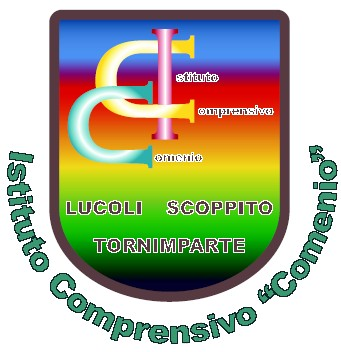 Istituto
Comprensivo
Comenio
LUCOLI SCOPPITO
TORNIMPARTE
Istituto Comprensivo “Comenio”